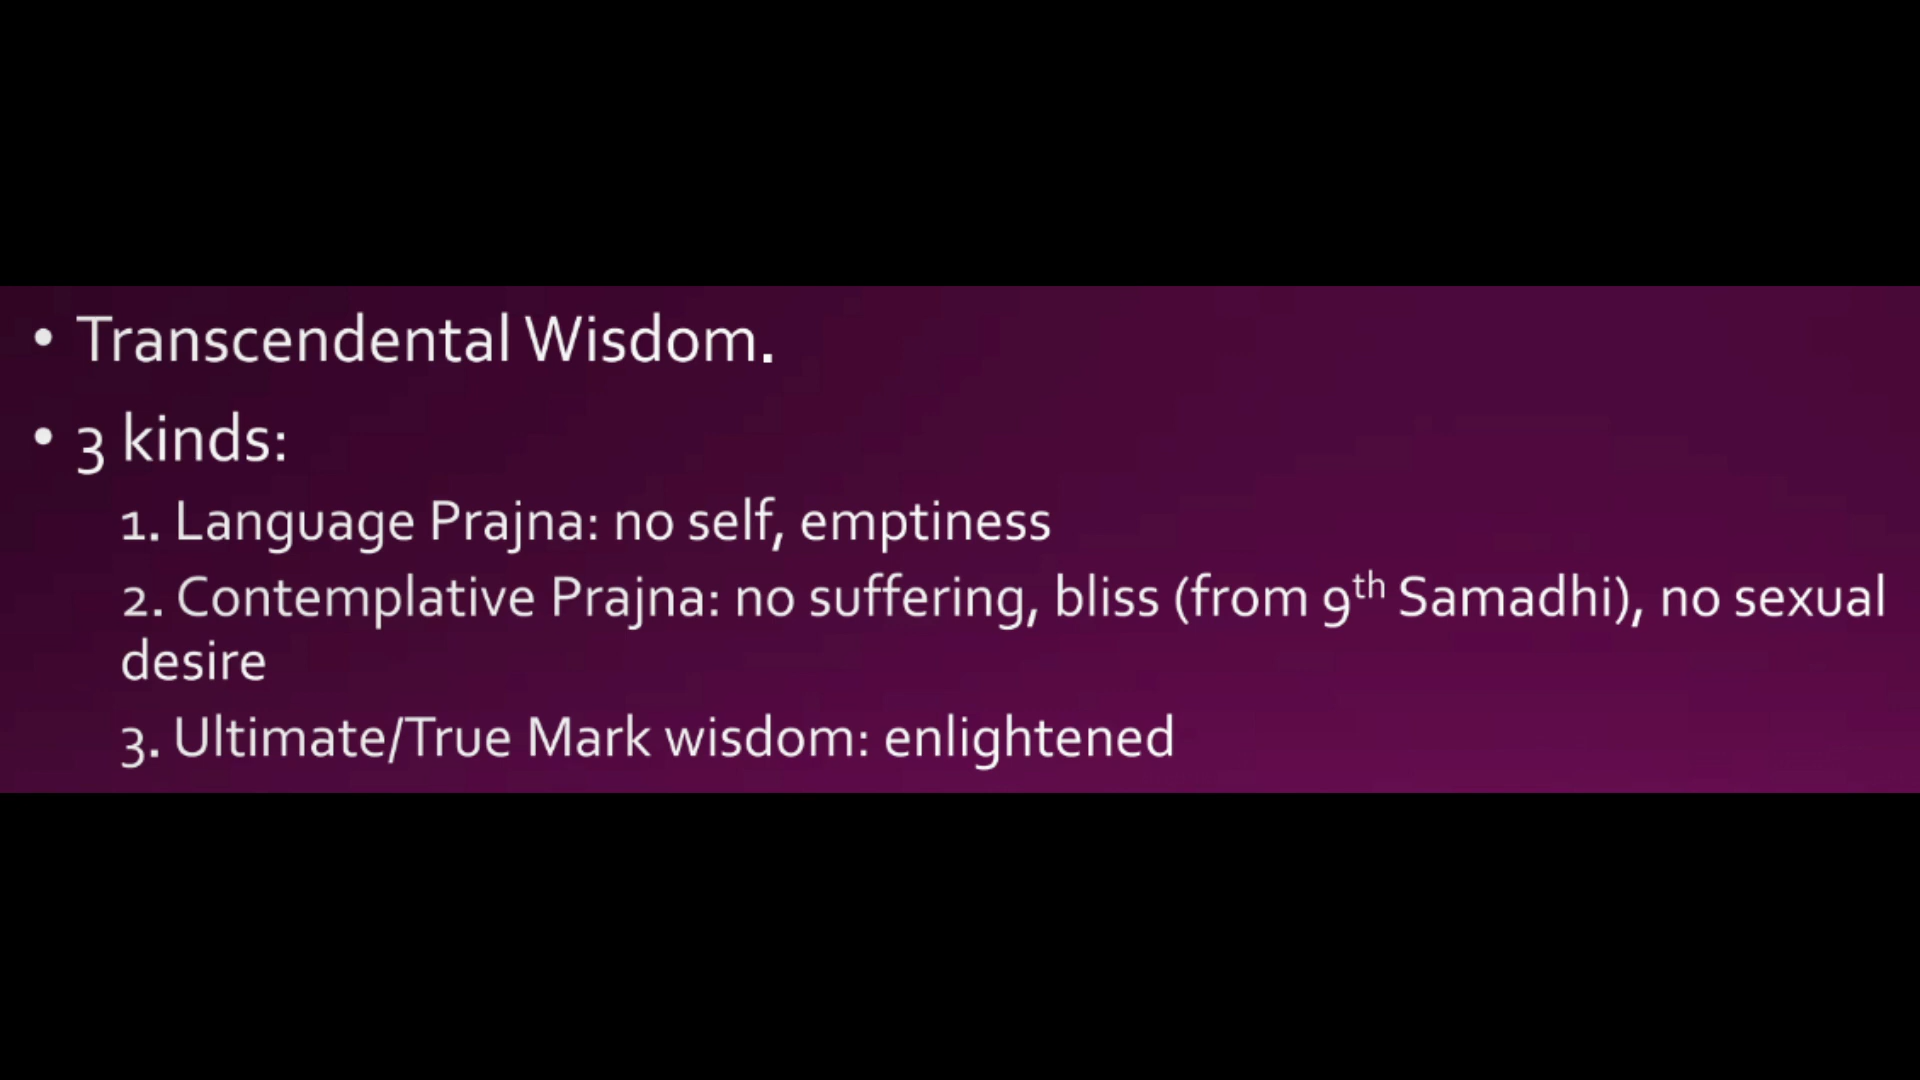 • Transcendental Wisdom.
• 3 kinds:
1. Language Prajna: no self, emptiness
2. Contemplative Prajna: no suffering, bliss (from 9th Samadhi), no sexual
desire
3. Ultimate/True Mark wisdom: enlightened